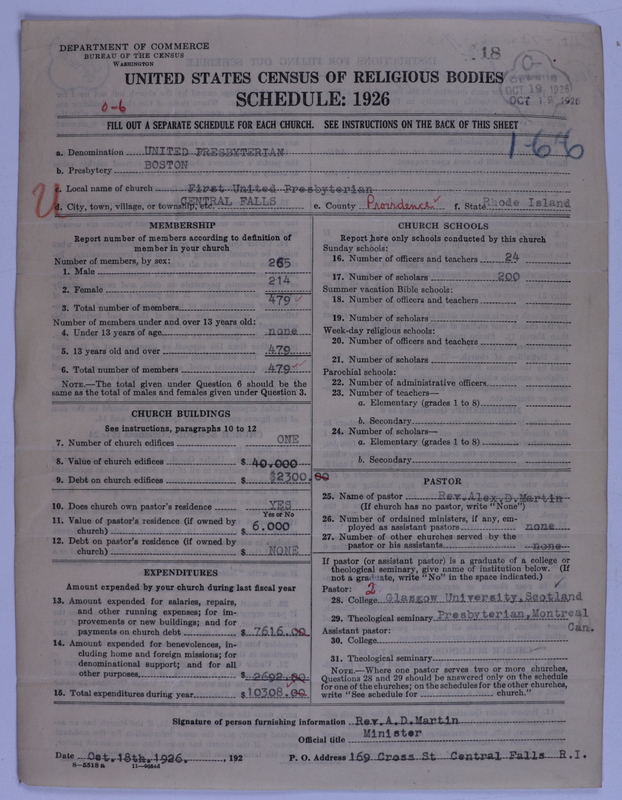 DEPARTMENT OF COMMERCE
BUREAU OF THE CENSUS
WASHINGTON
18
OCT 19 1926
OCT 19 1926
UNITED STATES CENSUS OF RELIGIOUS BODIES
SCHEDULE: 1926
0-6
FILL OUT A SEPARATE SCHEDULE FOR EACH CHURCH. SEE INSTRUCTIONS ON THE BACK OF THIS SHEET
166
a. Denomination UNITED PRESBYTERIAN
b. Presbytery BOSTON
c. Local name of church First United Presbyterian
d. City, town, village, or township, etc. CENTRAL FALLS e. County Providence f. State Rhode Island
MEMBERSHIP
Report number of members according to definition of
member in your church
Number of members, by sex:
1. Male 265
2. Female 214
3. Total number of members 479
Number of members under and over 13 years old:
4. Under 13 years of age none
5. 13 years old and over 479
6. Total number of members 479
NOTE.—The total given under Question 6 should be the
same as the total of males and females given under Question 3.
CHURCH BUILDINGS
See instructions, paragraphs 10 to 12
7. Number of church edifices ONE
8. Value of church edifices $ 40.000
9. Debt on church edifices $ $2300.00
10. Does church own pastor's residence YES
Yes or No
11. Value of pastor's residence (if owned by
church) $ 6.000
12. Debt on pastor's residence (if owned by
church) $ NONE
EXPENDITURES
Amount expended by your church during last fiscal year
13. Amount expended for salaries, repairs,
and other running expenses; for im-
provements or new buildings; and for
payments on church debt $ 7616.00
14. Amount expended for benevolences, in-
cluding home and foreign missions; for
denominational support; and for all
other purposes $ 2692.00
15. Total expenditures during year $ 10308.00
CHURCH SCHOOLS
Report here only schools conducted by this church
Sunday schools:
16. Number of officers and teachers 24
17. Number of scholars 200
Summer vacation Bible schools:
18. Number of officers and teachers
19. Number of scholars
Week-day religious schools:
20. Number of officers and teachers
21. Number of scholars
Parochial schools:
22. Number of administrative officers
23. Number of teachers—
a. Elementary (grades 1 to 8)
b. Secondary
24. Number of scholars—
a. Elementary (grades 1 to 8)
b. Secondary
PASTOR
25. Name of pastor Rev.Alex.D.Martin
(If church has no pastor, write "None")
26. Number of ordained ministers, if any, em-
ployed as assistant pastors none
27. Number of other churches served by the
pastor or his assistants none
If pastor (or assistant pastor) is a graduate of a college or
theological seminary, give name of institution below. (If
not a graduate, write "No" in the space indicated.)
Pastor: 2
28. College Glasgow University,Scotland
29. Theological seminary Presbyterian,Montreal
Can.
Assistant pastor:
30. College
31. Theological seminary
NOTE.—Where one pastor serves two or more churches,
Questions 28 and 29 should be answered only on the schedule
for one of the churches; on the schedules for the other churches,
write "See schedule for church."
Signature of person furnishing information Rev.A.D.Martin
Official title Minister
Date Oct.18th.1926. , 192 P. O. Address 169 Cross St Central Falls R.I.
8-5518 a